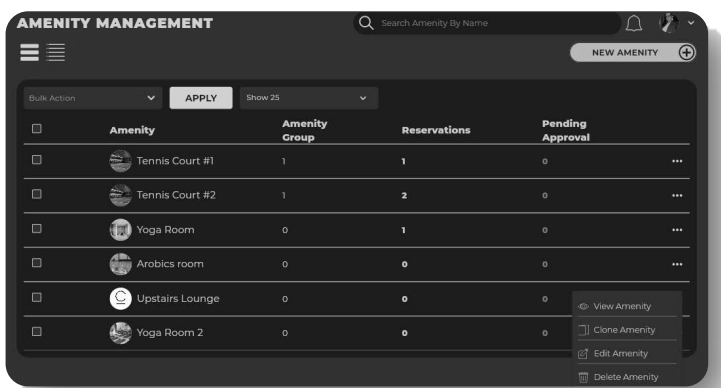 AMENITY MANAGEMENT
Search Amenity By Name
NEW AMENITY
Bulk Action
APPLY
Show 25
Amenity Amenity Group Reservations Pending Approval
Tennis Court #1 1 1 0
Tennis Court #2 1 2 0
Yoga Room 0 1 0
Arobics room 0 0 0
Upstairs Lounge 0 0 0
Yoga Room 2 0 0
View Amenity
Clone Amenity
Edit Amenity
Delete Amenity